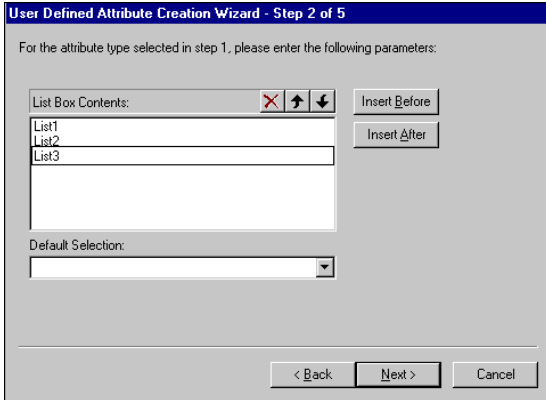 User Defined Attribute Creation Wizard - Step 2 of 5
For the attribute type selected in step 1, please enter the following parameters:
List Box Contents:
Insert Before
List1
List2
List3
Insert After
Default Selection:
< Back
Next >
Cancel